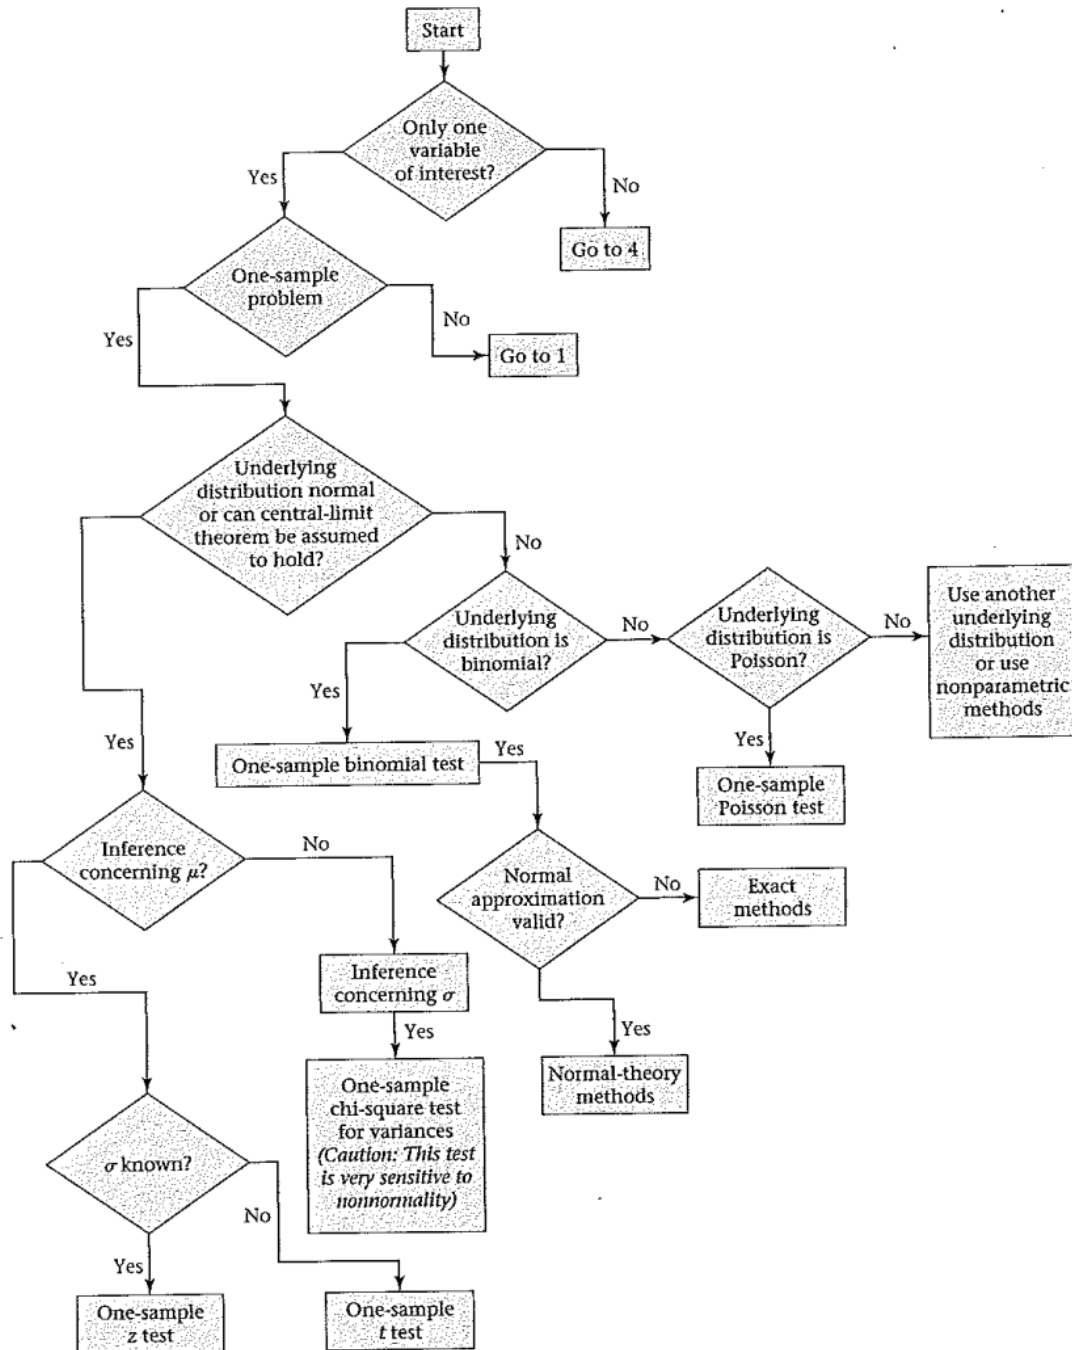 Start
Only one
variable
of interest?
Yes
No
Go to 4
One-sample
problem
Yes
No
Go to 1
Underlying
distribution normal
or can central-limit
theorem be assumed
to hold?
No
Underlying
distribution is
binomial?
No
Underlying
distribution is
Poisson?
No
Use another
underlying
distribution
or use
nonparametric
methods
Yes
Yes
Yes
One-sample binomial test
Yes
One-sample
Poisson test
Inference
concerning μ?
No
Normal
approximation
valid?
No
Exact
methods
Yes
Inference
concerning σ
Yes
Yes
Normal-theory
methods
One-sample
chi-square test
for variances
(Caution: This test
is very sensitive to
nonnormality)
σ known?
No
Yes
One-sample
z test
One-sample
t test